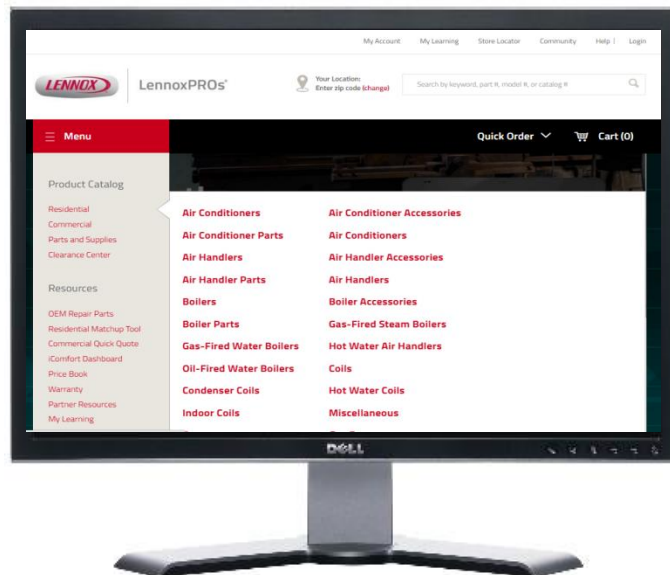 My Account My Learning Store Locator Community Help | Login
LENNOX LennoxPROs®
Your Location:
Enter zip code (change)
Search by keyword, part #, model #, or catalog #
Menu
Quick Order Cart (0)
Product Catalog
Residential
Commercial
Parts and Supplies
Clearance Center
Resources
OEM Repair Parts
Residential Matchup Tool
Commercial Quick Quote
iComfort Dashboard
Price Book
Warranty
Partner Resources
My Learning
Air Conditioners
Air Conditioner Parts
Air Handlers
Air Handler Parts
Boilers
Boiler Parts
Gas-Fired Water Boilers
Oil-Fired Water Boilers
Condenser Coils
Indoor Coils
Air Conditioner Accessories
Air Conditioners
Air Handler Accessories
Air Handlers
Boiler Accessories
Gas-Fired Steam Boilers
Hot Water Air Handlers
Coils
Hot Water Coils
Miscellaneous
DELL